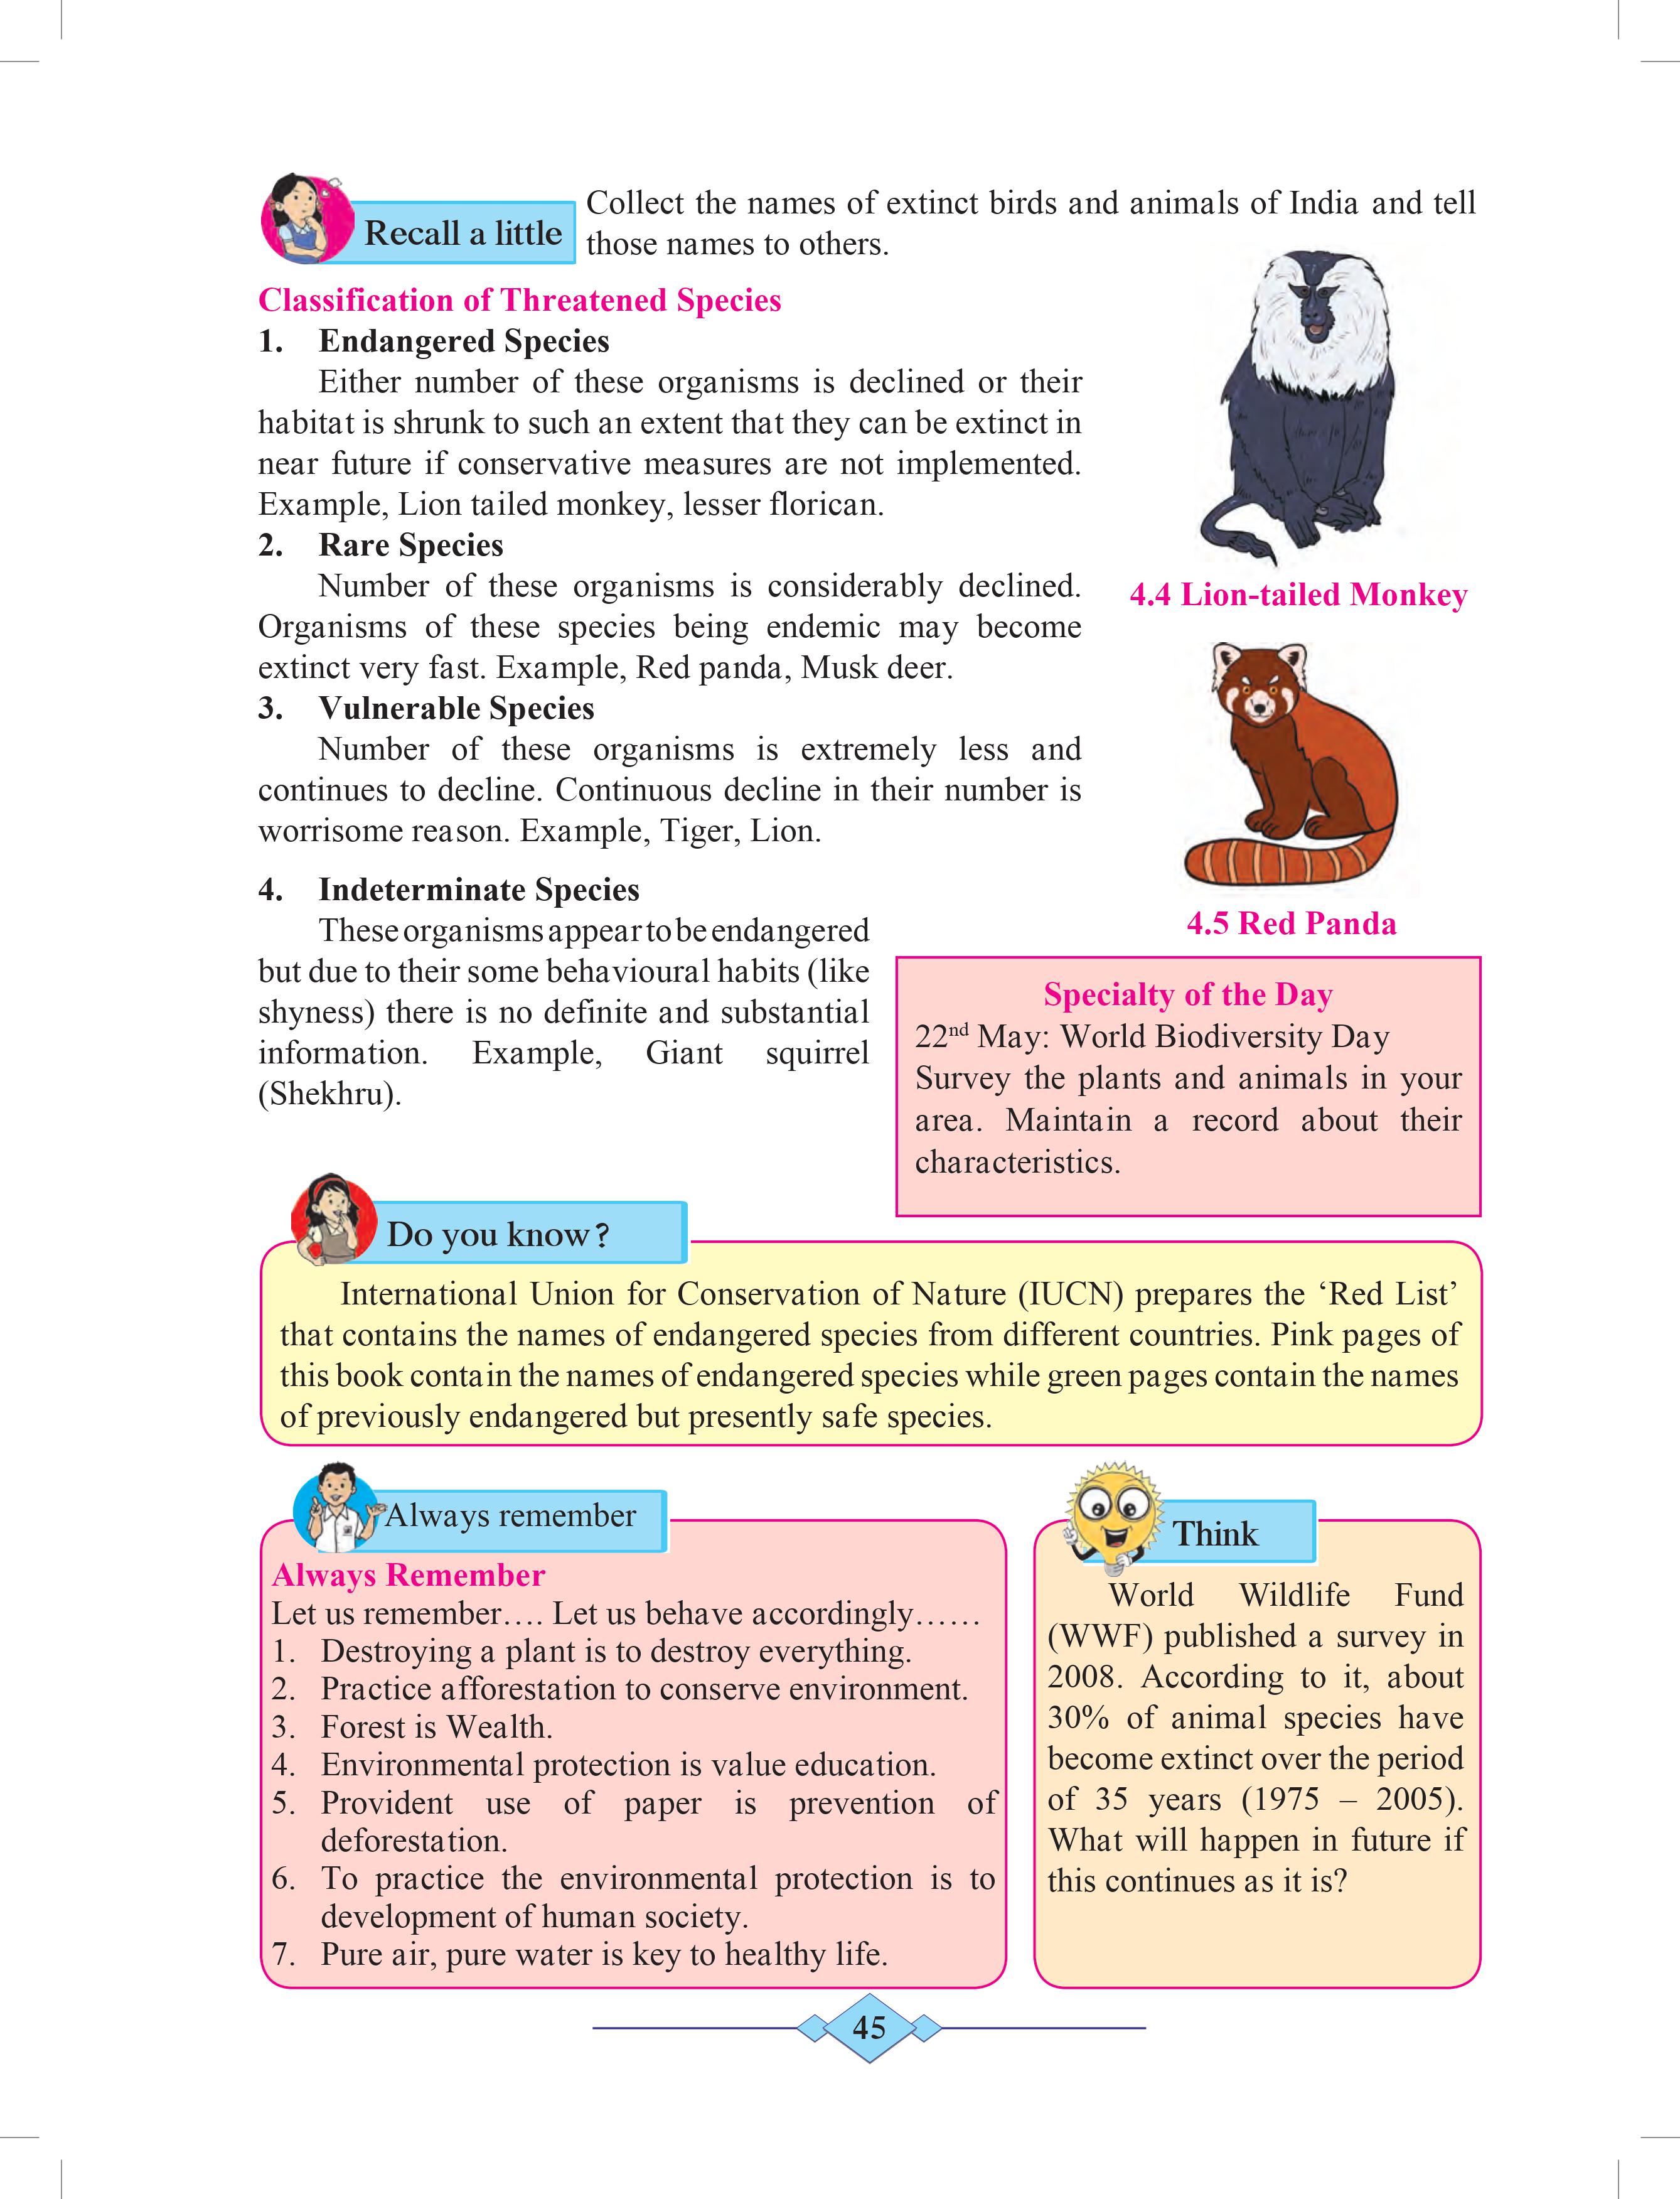 Recall a little
Collect the names of extinct birds and animals of India and tell
those names to others.
Classification of Threatened Species
1. Endangered Species
Either number of these organisms is declined or their
habitat is shrunk to such an extent that they can be extinct in
near future if conservative measures are not implemented.
Example, Lion tailed monkey, lesser florican.
2. Rare Species
Number of these organisms is considerably declined.
Organisms of these species being endemic may become
extinct very fast. Example, Red panda, Musk deer.
3. Vulnerable Species
Number of these organisms is extremely less and
continues to decline. Continuous decline in their number is
worrisome reason. Example, Tiger, Lion.
4. Indeterminate Species
These organisms appear to be endangered
but due to their some behavioural habits (like
shyness) there is no definite and substantial
information. Example, Giant squirrel
(Shekhru).
4.4 Lion-tailed Monkey
4.5 Red Panda
Specialty of the Day
22nd May: World Biodiversity Day
Survey the plants and animals in your
area. Maintain a record about their
characteristics.
Do you know?
International Union for Conservation of Nature (IUCN) prepares the ‘Red List’
that contains the names of endangered species from different countries. Pink pages of
this book contain the names of endangered species while green pages contain the names
of previously endangered but presently safe species.
Always remember
Always Remember
Let us remember…. Let us behave accordingly……
1. Destroying a plant is to destroy everything.
2. Practice afforestation to conserve environment.
3. Forest is Wealth.
4. Environmental protection is value education.
5. Provident use of paper is prevention of
deforestation.
6. To practice the environmental protection is to
development of human society.
7. Pure air, pure water is key to healthy life.
Think
World Wildlife Fund
(WWF) published a survey in
2008. According to it, about
30% of animal species have
become extinct over the period
of 35 years (1975 – 2005).
What will happen in future if
this continues as it is?
45